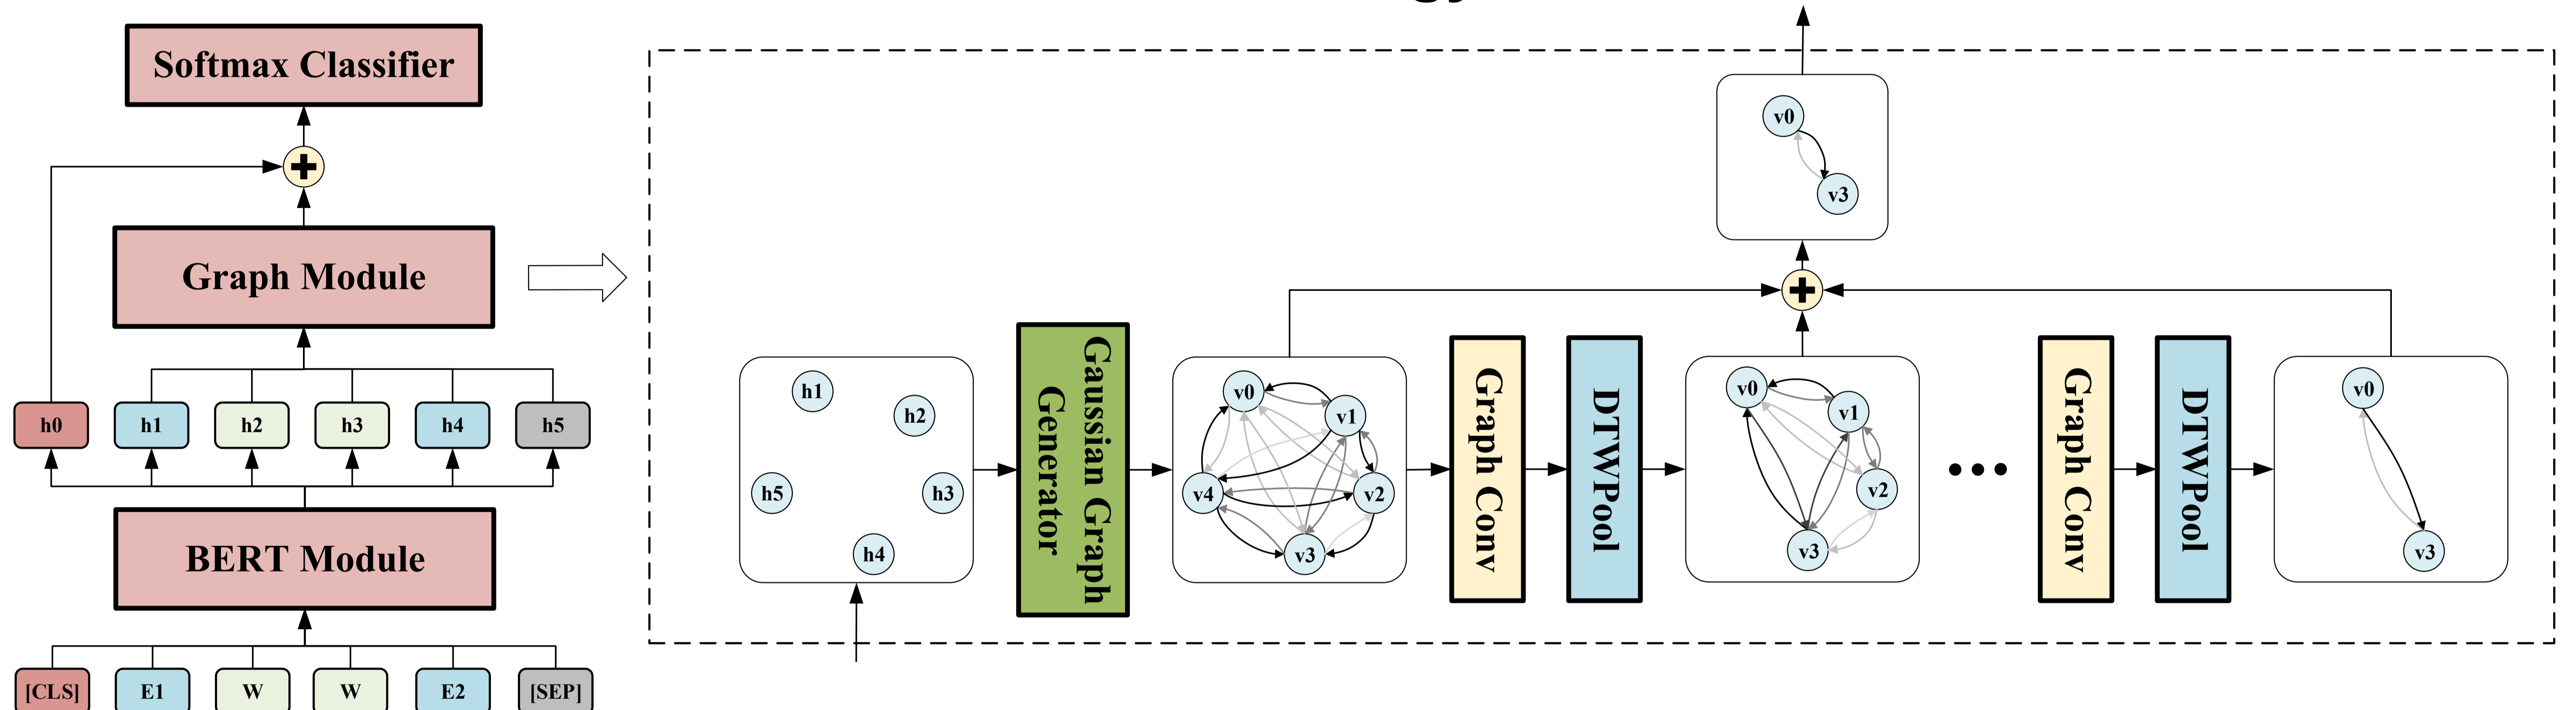 Softmax Classifier
Graph Module
h0 h1 h2 h3 h4 h5
BERT Module
[CLS] E1 W W E2 [SEP]
h1
h2
h5
h3
h4
Gaussian Graph
Generator
v0
v1
v4
v2
v3
Graph Conv
DTWPool
v0
v1
v2
v3
...
Graph Conv
DTWPool
v0
v3
v0
v3